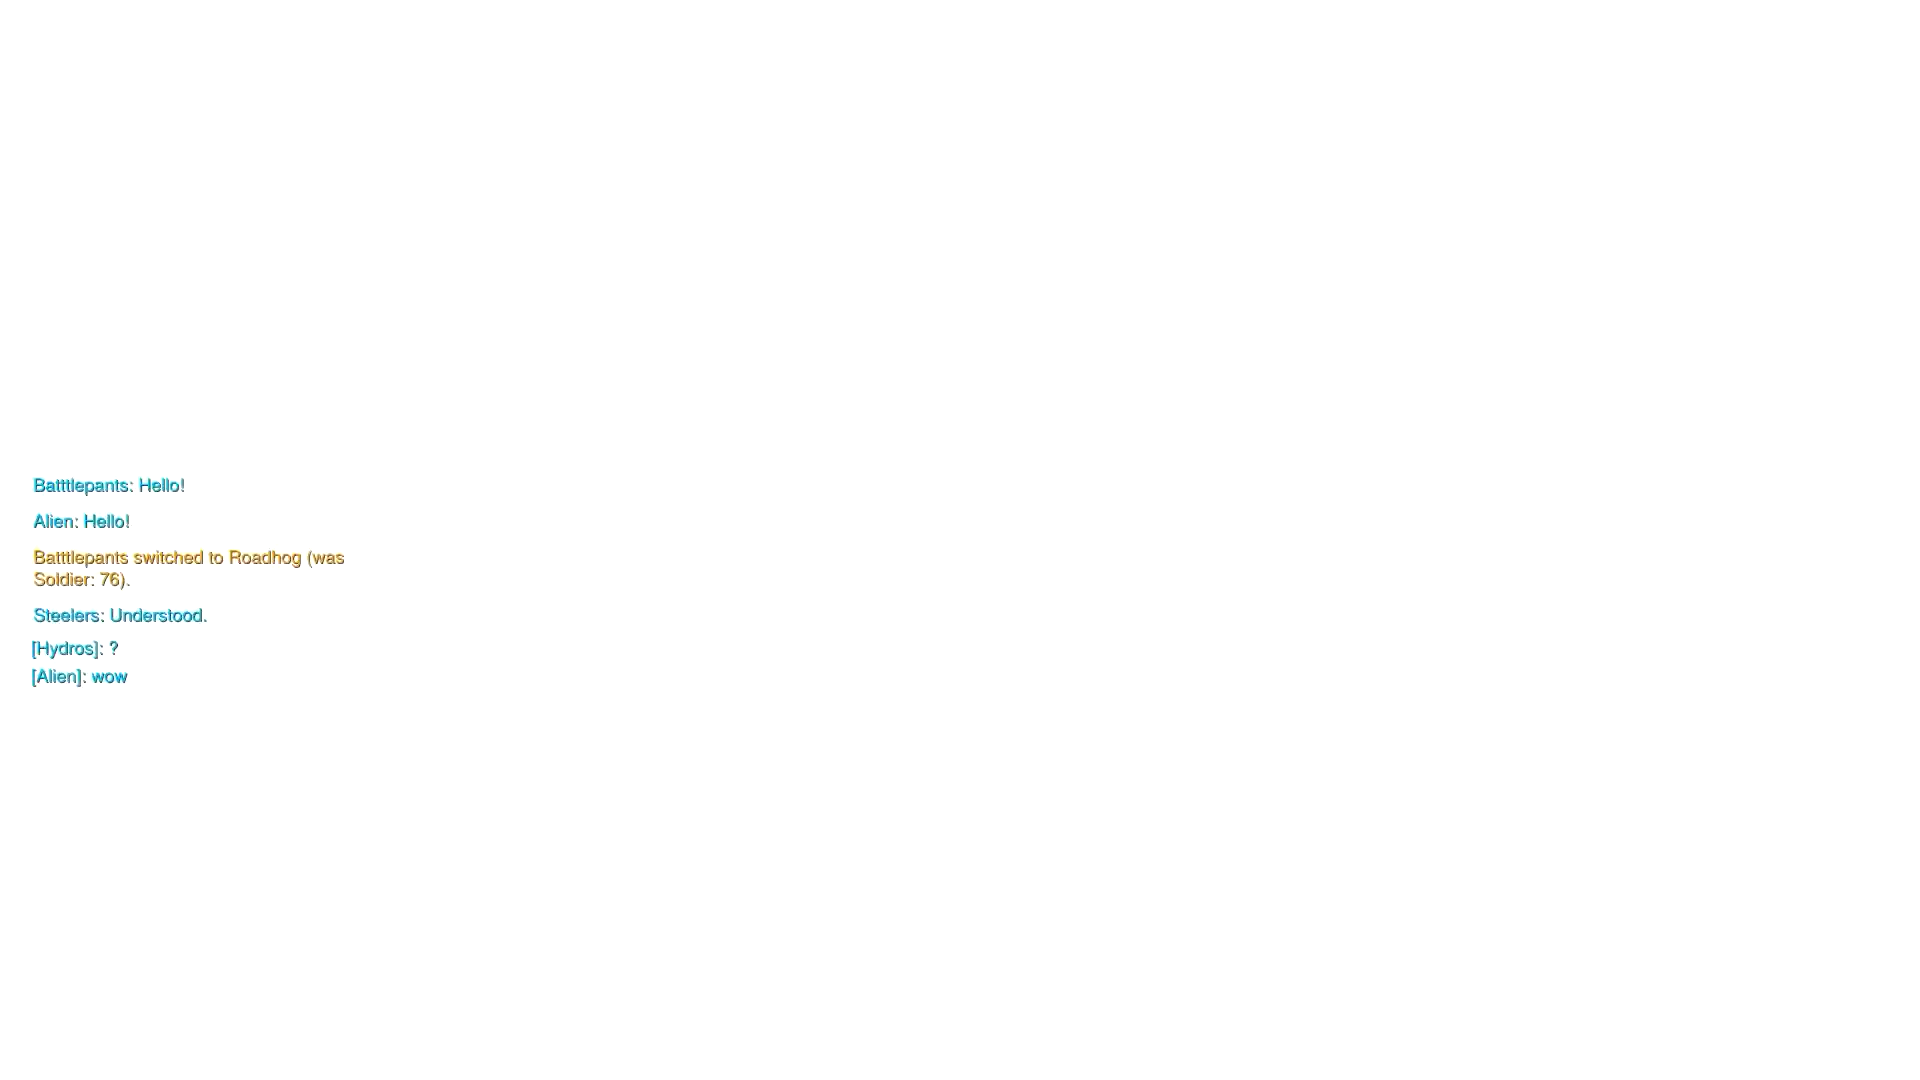 Batttlepants: Hello!
Alien: Hello!
Batttlepants switched to Roadhog (was
Soldier: 76).
Steelers: Understood.
[Hydros]: ?
[Alien]: wow